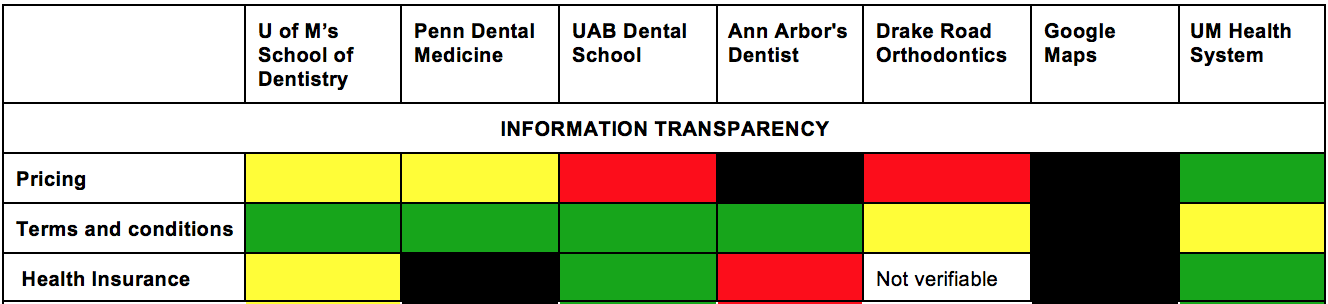 U of M’s
School of
Dentistry
Penn Dental
Medicine
UAB Dental
School
Ann Arbor's
Dentist
Drake Road
Orthodontics
Google
Maps
UM Health
System
INFORMATION TRANSPARENCY
Pricing
Terms and conditions
Health Insurance
Not verifiable